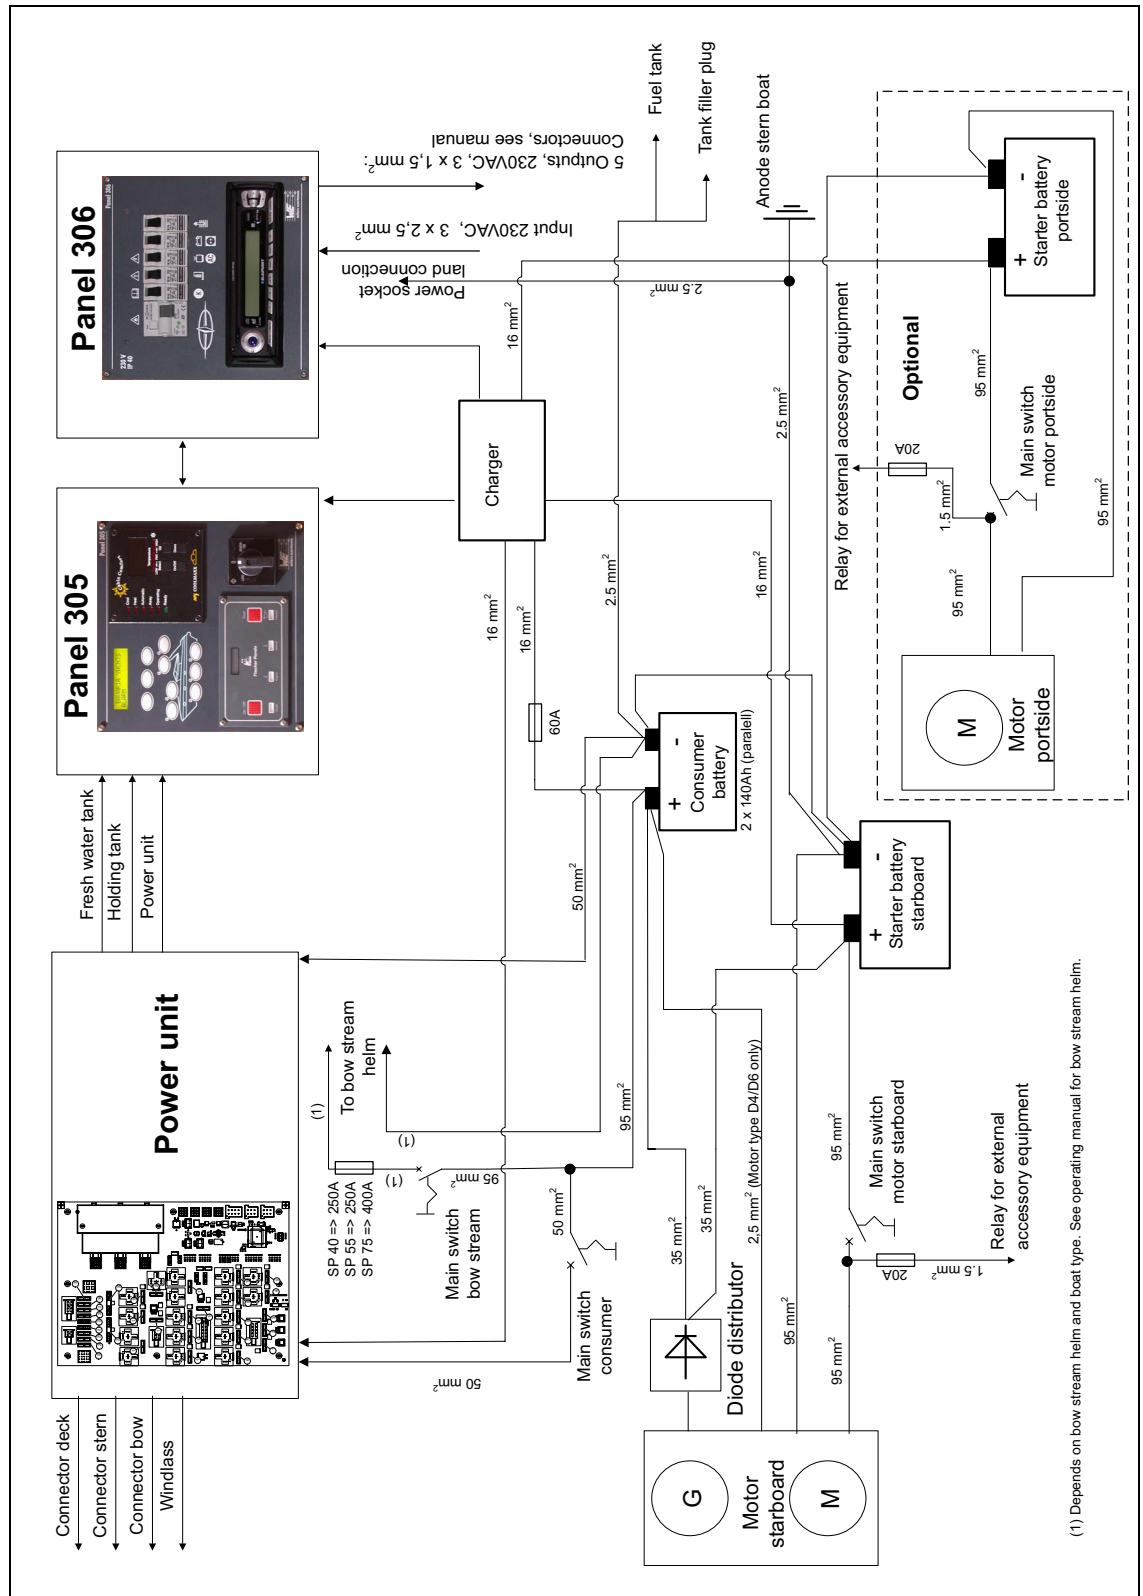 Power unit
Connector deck
Connector stern
Connector bow
Windlass
Fresh water tank
Holding tank
Power unit
Panel 305
Panel 305
Panel 306
Panel 306
230 V
IP 40
5 Outputs, 230VAC, 3 x 1,5 mm²:
Connectors, see manual
Input 230VAC, 3 x 2,5 mm²
Power socket
land connection
2.5 mm²
Fuel tank
Tank filler plug
Anode stern boat
Charger
16 mm²
16 mm²
16 mm²
60A
2.5 mm²
2.5 mm²
16 mm²
(1)
To bow stream
helm
(1)
SP 40 => 250A
SP 55 => 250A
SP 75 => 400A
(1)
95 mm²
Main switch
bow stream
50 mm²
50 mm²
Main switch
consumer
50 mm²
95 mm²
+
-
Consumer
battery
2 x 140Ah (paralell)
G
M
Motor
starboard
Diode distributor
35 mm²
35 mm²
2,5 mm² (Motor type D4/D6 only)
95 mm²
95 mm²
95 mm²
Main switch
motor starboard
20A
1.5 mm²
Relay for external
accessory equipment
+
-
Starter battery
starboard
Relay for external accessory equipment
Optional
20A
1.5 mm²
95 mm²
95 mm²
Main switch
motor portside
95 mm²
M
Motor
portside
+
-
Starter battery
portside
(1) Depends on bow stream helm and boat type. See operating manual for bow stream helm.